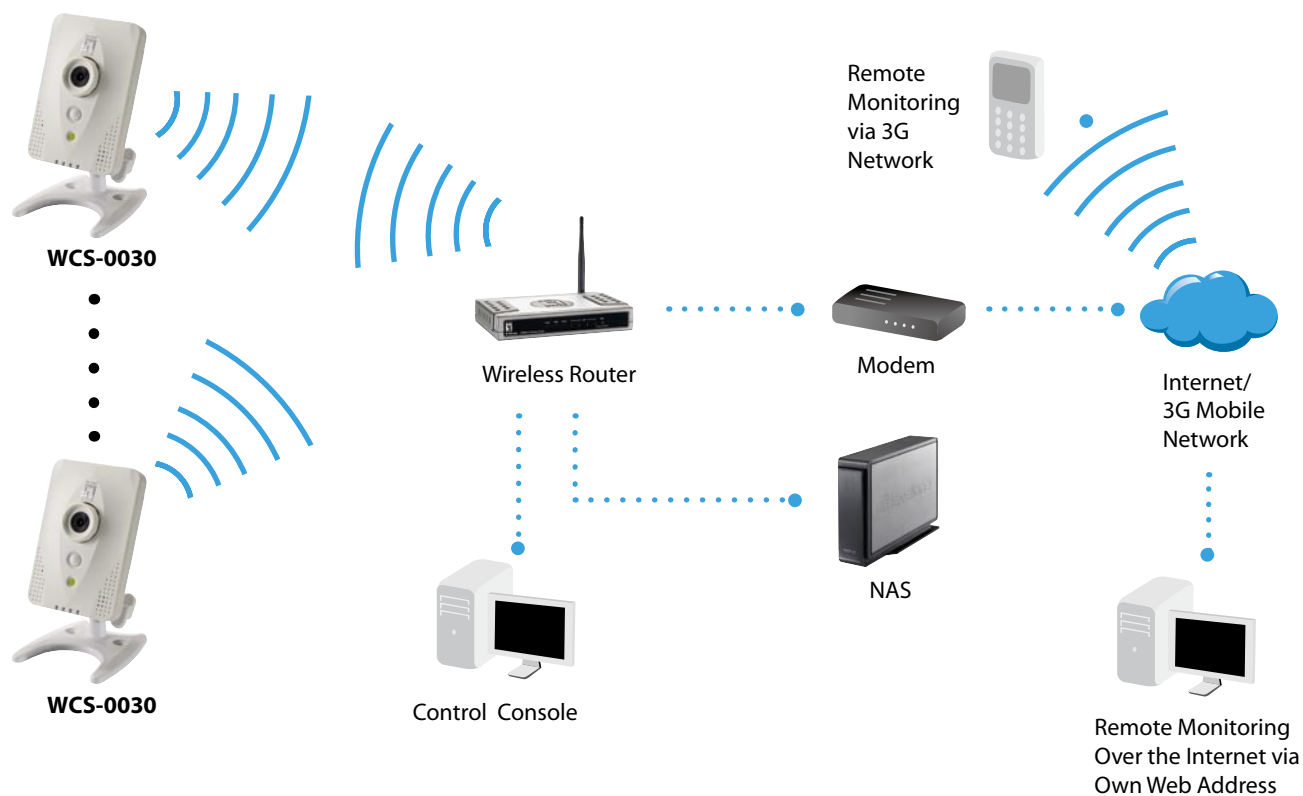 Remote
Monitoring
via 3G
Network
WCS-0030
Wireless Router
Modem
Internet/
3G Mobile
Network
NAS
WCS-0030
Control Console
Remote Monitoring
Over the Internet via
Own Web Address